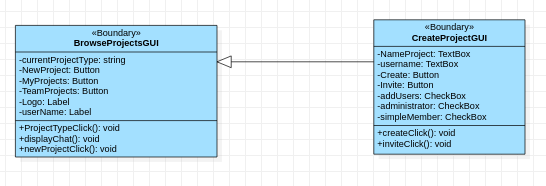 «Boundary»
BrowseProjectsGUI
-currentProjectType: string
-NewProject: Button
-MyProjects: Button
-TeamProjects: Button
-Logo: Label
-userName: Label
+ProjectTypeClick(): void
+displayChat(): void
+newProjectClick(): void
«Boundary»
CreateProjectGUI
-NameProject: TextBox
-username: TextBox
-Create: Button
-Invite: Button
-addUsers: CheckBox
-administrator: CheckBox
-simpleMember: CheckBox
+createClick(): void
+inviteClick(): void